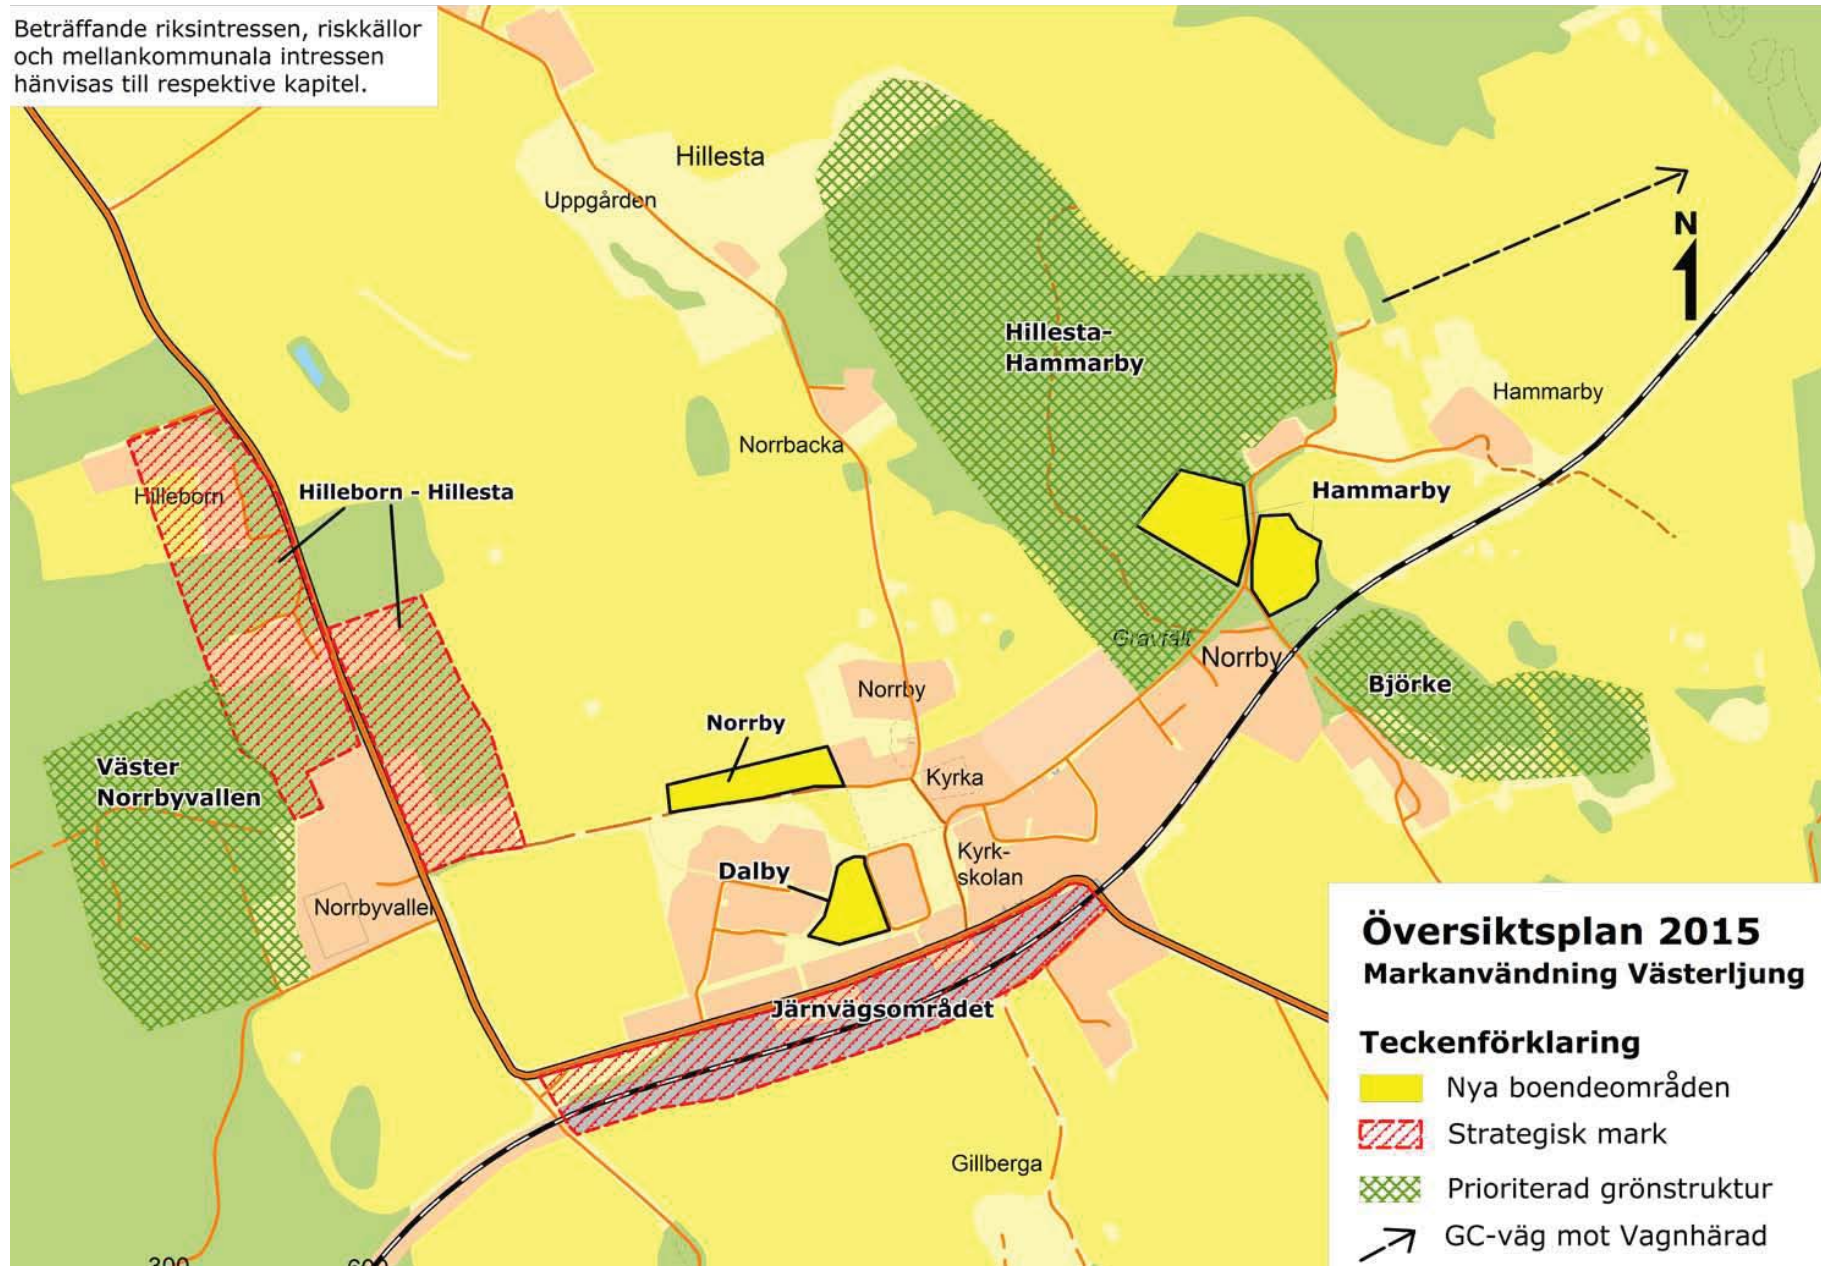 Beträffande riksintressen, riskkällor
och mellankommunala intressen
hänvisas till respektive kapitel.
Hillesta
Uppgården
N
Hillesta-
Hammarby
Hammarby
Norrbacka
Hilleborn
Hilleborn - Hillesta
Hammarby
Gravfält
Norrby
Björke
Norrby
Norrby
Väster
Norrbyvallen
Kyrka
Kyrk-
skolan
Dalby
Norrbyvallen
Järnvägsområdet
Gillberga
300
600
Översiktsplan 2015
Markanvändning Västerljung
Teckenförklaring
Nya boendeområden
Strategisk mark
Prioriterad grönstruktur
GC-väg mot Vagnhärad